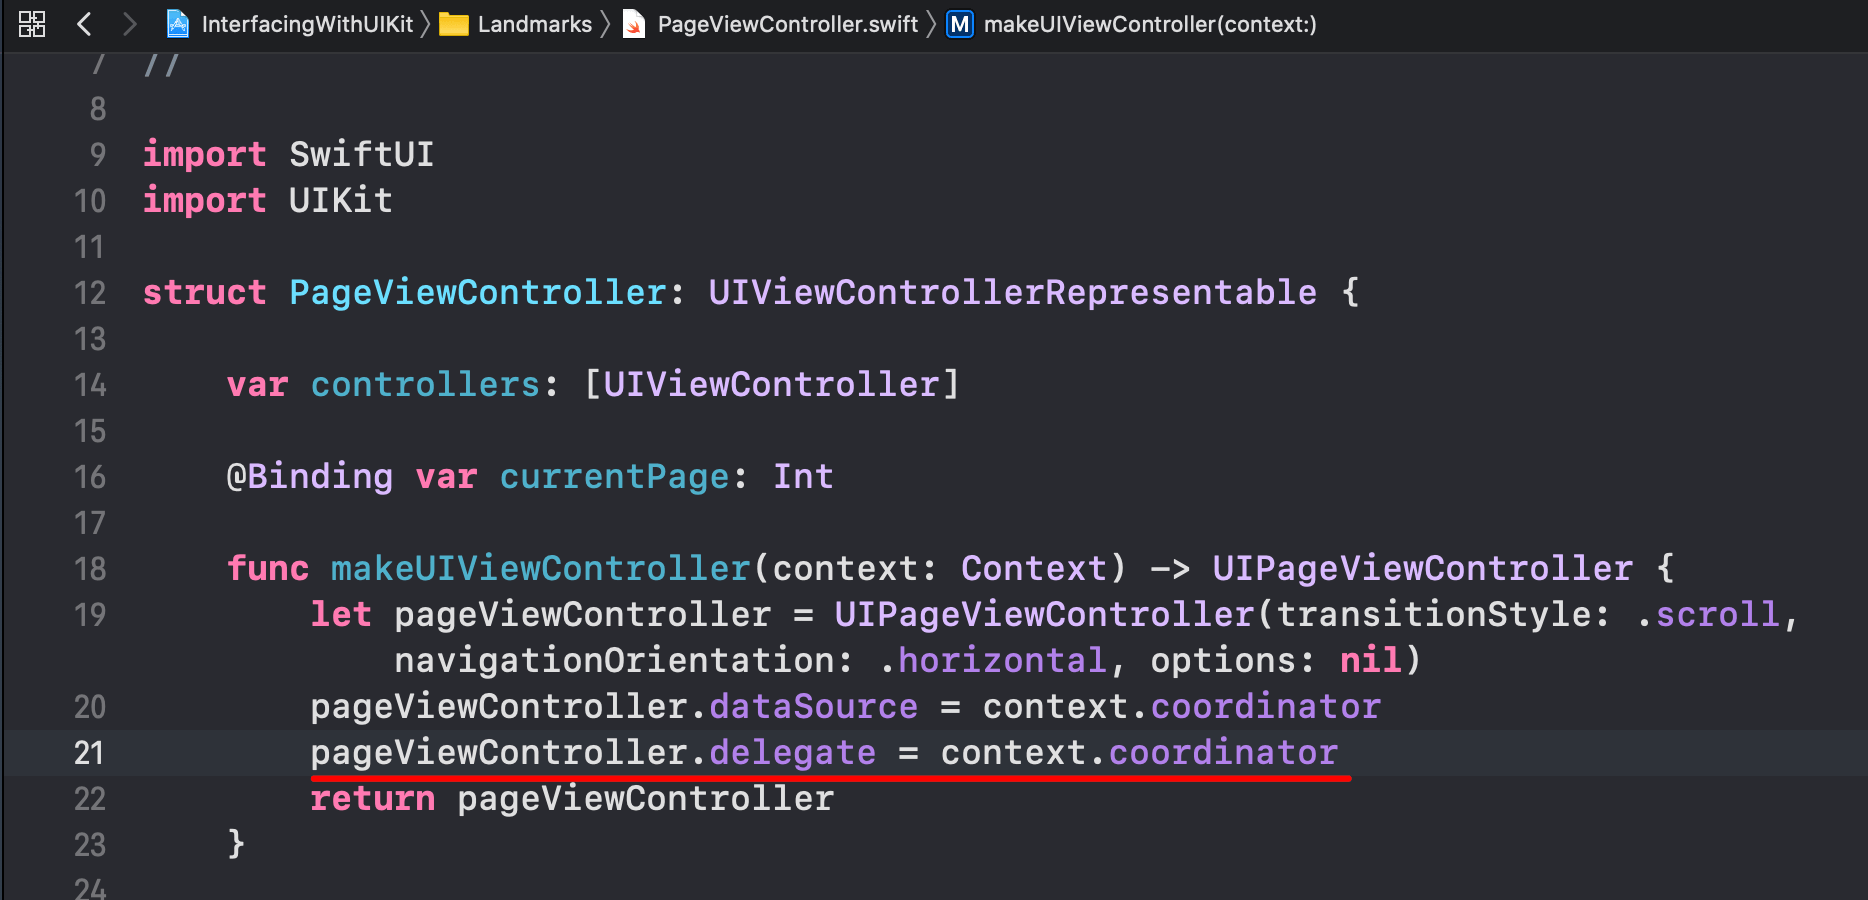 InterfacingWithUIKit Landmarks PageViewController.swift M makeUIViewController(context:)
7 //
8
9 import SwiftUI
10 import UIKit
11
12 struct PageViewController: UIViewControllerRepresentable {
13
14 var controllers: [UIViewController]
15
16 @Binding var currentPage: Int
17
18 func makeUIViewController(context: Context) -> UIPageViewController {
19 let pageViewController = UIPageViewController(transitionStyle: .scroll,
navigationOrientation: .horizontal, options: nil)
20 pageViewController.dataSource = context.coordinator
21 pageViewController.delegate = context.coordinator
22 return pageViewController
23 }
24